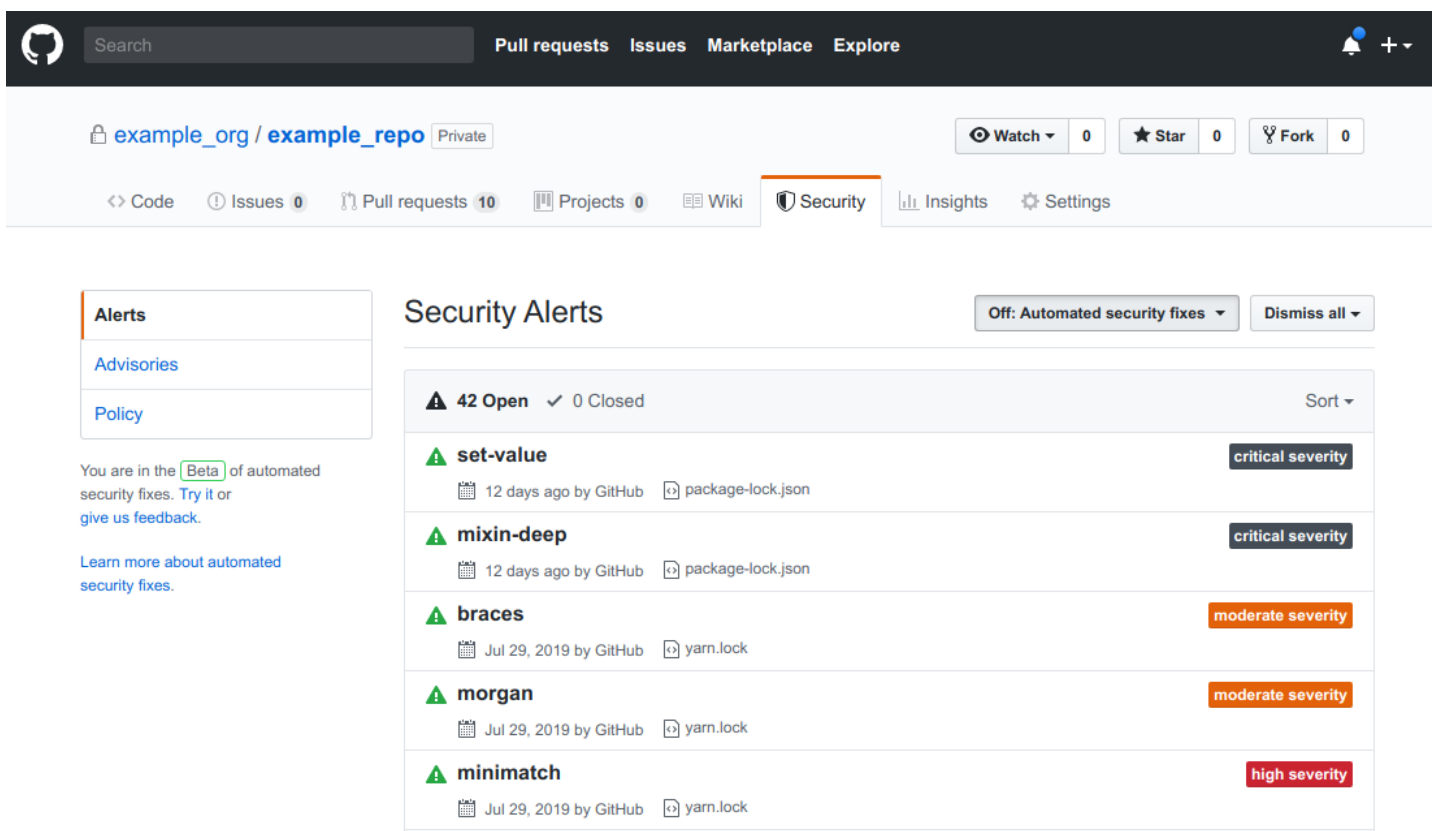 Search Pull requests Issues Marketplace Explore
example_org / example_repo Private Watch 0 Star 0 Fork 0
Code Issues 0 Pull requests 10 Projects 0 Wiki Security Insights Settings
Alerts
Advisories
Policy
You are in the Beta of automated
security fixes. Try it or
give us feedback.
Learn more about automated
security fixes.
Security Alerts Off: Automated security fixes Dismiss all
42 Open 0 Closed Sort
set-value critical severity
12 days ago by GitHub package-lock.json
mixin-deep critical severity
12 days ago by GitHub package-lock.json
braces moderate severity
Jul 29, 2019 by GitHub yarn.lock
morgan moderate severity
Jul 29, 2019 by GitHub yarn.lock
minimatch high severity
Jul 29, 2019 by GitHub yarn.lock